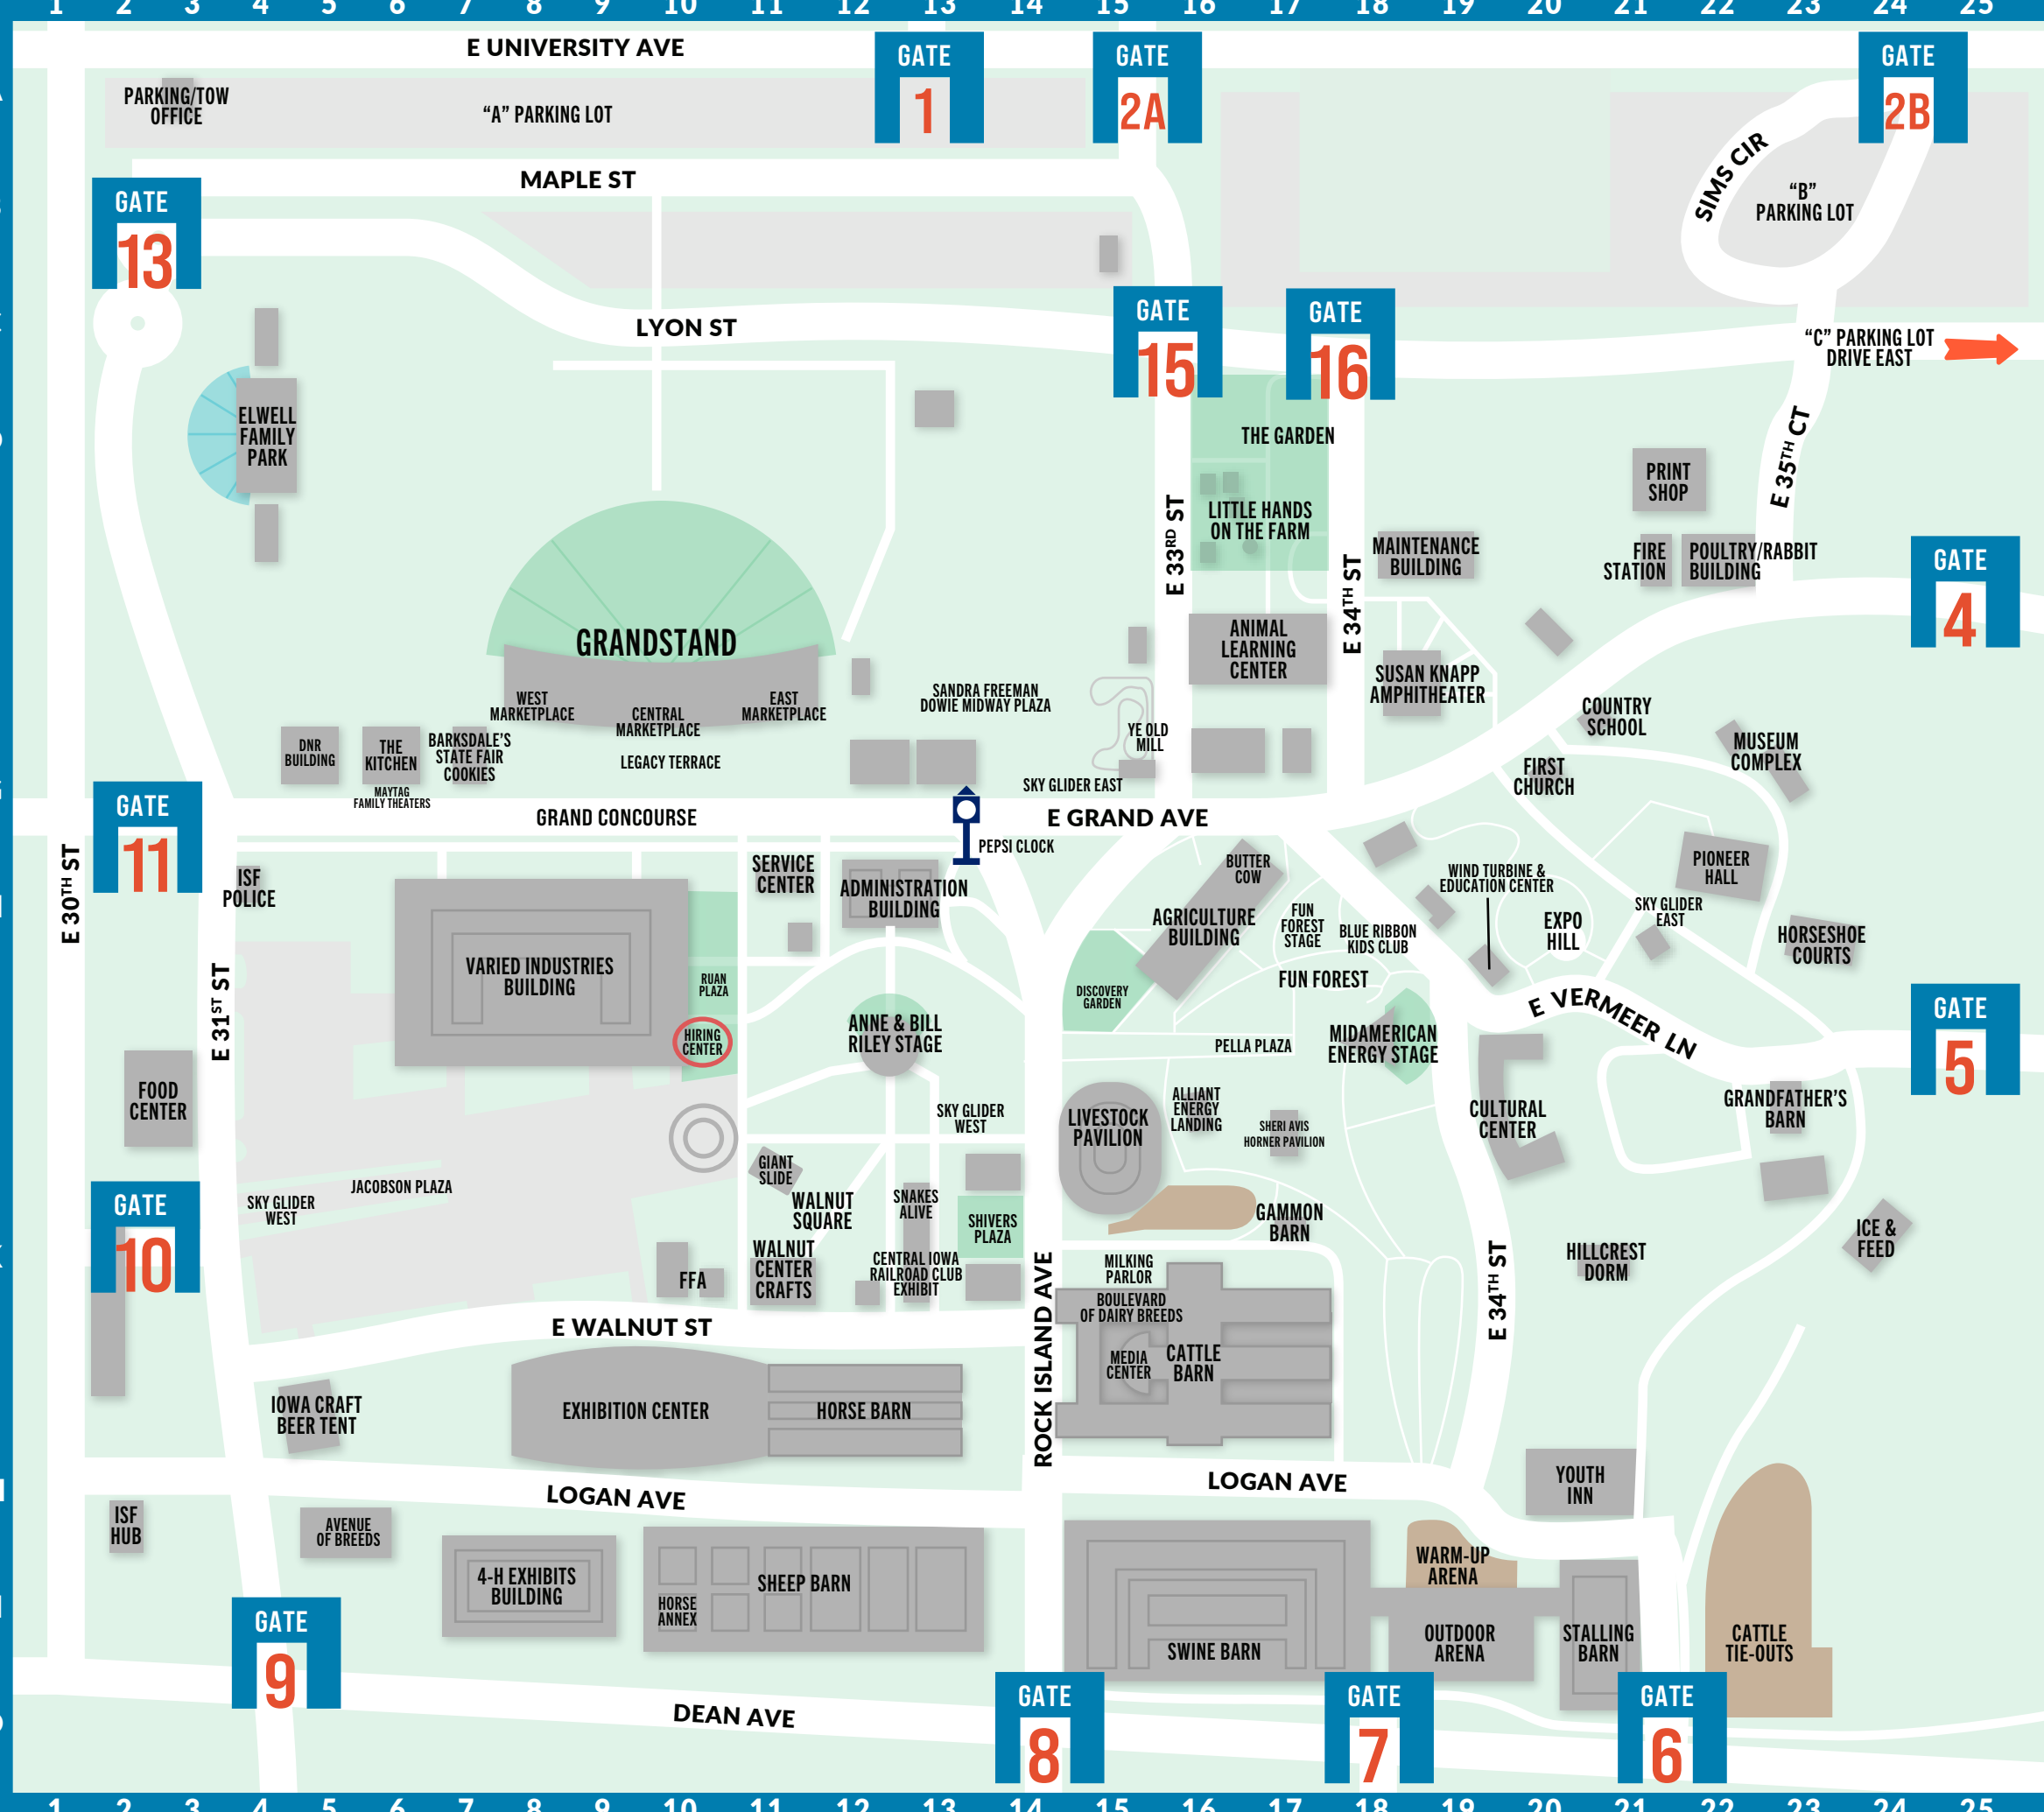 1 2 3 4 5 6 7 8 9 10 11 12 13 14 15 16 17 18 19 20 21 22 23 24 25
E UNIVERSITY AVE
GATE
1
GATE
2A
GATE
2B
PARKING/TOW
OFFICE
“A” PARKING LOT
SIMS CIR
MAPLE ST
“B”
PARKING LOT
GATE
13
GATE
15
GATE
16
LYON ST
“C” PARKING LOT
DRIVE EAST
ELWELL
FAMILY
PARK
THE GARDEN
E 35TH CT
PRINT
SHOP
LITTLE HANDS
ON THE FARM
E 33RD ST
E 34TH ST
MAINTENANCE
BUILDING
FIRE
STATION
POULTRY/RABBIT
BUILDING
GATE
4
GRANDSTAND
ANIMAL
LEARNING
CENTER
SUSAN KNAPP
AMPHITHEATER
WEST
MARKETPLACE
CENTRAL
MARKETPLACE
EAST
MARKETPLACE
SANDRA FREEMAN
DOWIE MIDWAY PLAZA
COUNTRY
SCHOOL
DNR
BUILDING
THE
KITCHEN
BARKSDALE'S
STATE FAIR
COOKIES
LEGACY TERRACE
YE OLD
MILL
MUSEUM
COMPLEX
MAYTAG
FAMILY THEATERS
SKY GLIDER EAST
FIRST
CHURCH
GATE
11
GRAND CONCOURSE
E GRAND AVE
PEPSI CLOCK
E 30TH ST
ISF
POLICE
SERVICE
CENTER
ADMINISTRATION
BUILDING
BUTTER
COW
WIND TURBINE &
EDUCATION CENTER
PIONEER
HALL
AGRICULTURE
BUILDING
FUN
FOREST
STAGE
BLUE RIBBON
KIDS CLUB
EXPO
HILL
SKY GLIDER
EAST
HORSESHOE
COURTS
VARIED INDUSTRIES
BUILDING
RUAN
PLAZA
FUN FOREST
DISCOVERY
GARDEN
E 31ST ST
HIRING
CENTER
ANNE & BILL
RILEY STAGE
PELLA PLAZA
MIDAMERICAN
ENERGY STAGE
E VERMEER LN
GATE
5
FOOD
CENTER
SKY GLIDER
WEST
LIVESTOCK
PAVILION
ALLIANT
ENERGY
LANDING
SHERI AVIS
HORNER PAVILION
CULTURAL
CENTER
GRANDFATHER'S
BARN
GIANT
SLIDE
JACOBSON PLAZA
SKY GLIDER
WEST
GATE
10
WALNUT
SQUARE
SNAKES
ALIVE
SHIVERS
PLAZA
GAMMON
BARN
ICE &
FEED
WALNUT
CENTER
CRAFTS
FFA
CENTRAL IOWA
RAILROAD CLUB
EXHIBIT
MILKING
PARLOR
HILLCREST
DORM
E 34TH ST
BOULEVARD
OF DAIRY BREEDS
E WALNUT ST
ROCK ISLAND AVE
MEDIA
CENTER
CATTLE
BARN
IOWA CRAFT
BEER TENT
EXHIBITION CENTER
HORSE BARN
LOGAN AVE
LOGAN AVE
YOUTH
INN
ISF
HUB
AVENUE
OF BREEDS
4-H EXHIBITS
BUILDING
SHEEP BARN
HORSE
ANNEX
WARM-UP
ARENA
SWINE BARN
OUTDOOR
ARENA
STALLING
BARN
CATTLE
TIE-OUTS
GATE
9
DEAN AVE
GATE
8
GATE
7
GATE
6
1 2 3 4 5 6 7 8 9 10 11 12 13 14 15 16 17 18 19 20 21 22 23 24 25